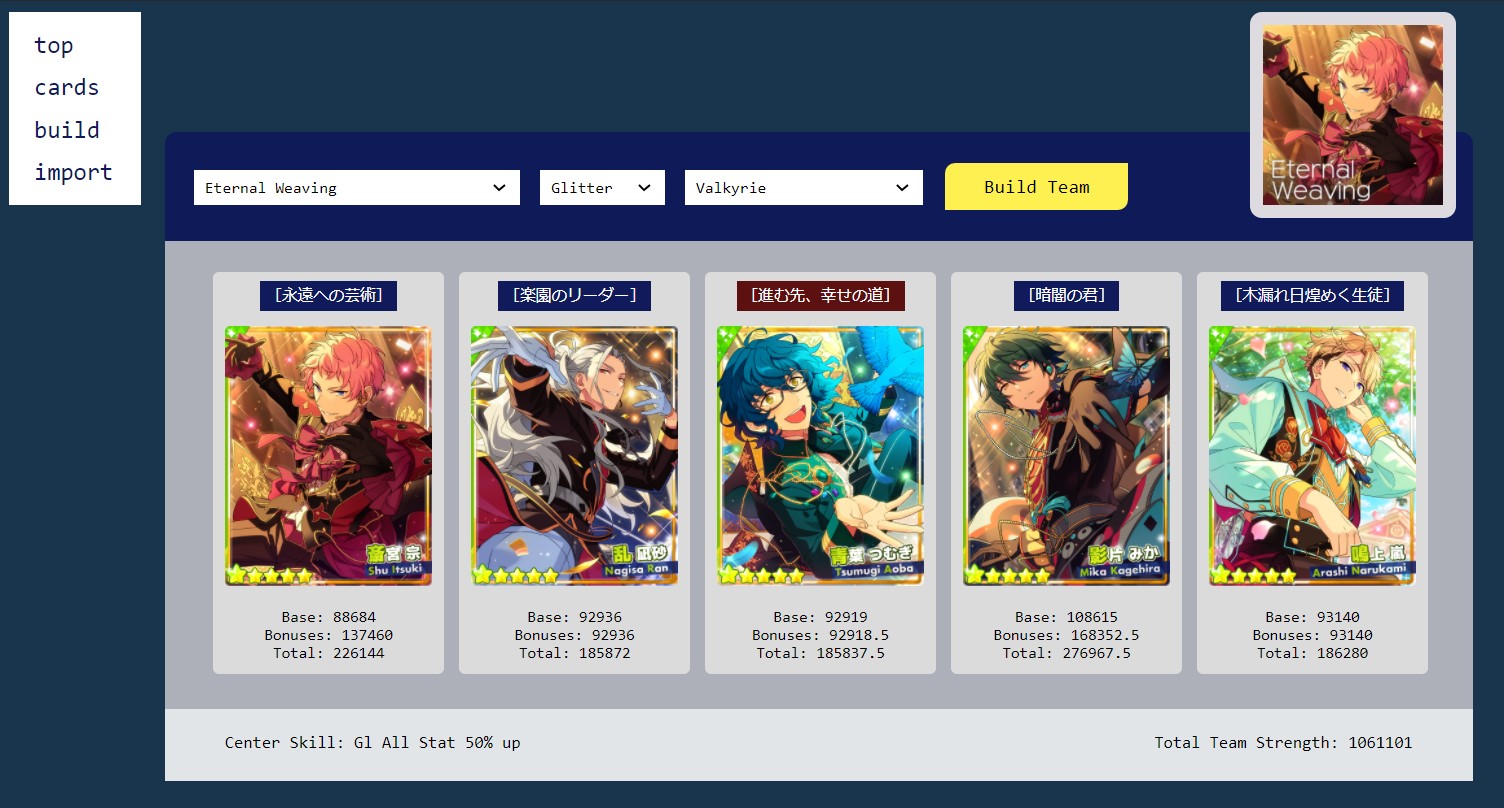 top
cards
build
import
Eternal Weaving
Glitter
Valkyrie
Build Team
Eternal
Weaving
[永遠への芸術]
[楽園のリーダー]
[進む先、幸せの道]
[暗闇の君]
[木漏れ日煌めく生徒]
斎宮 宗
Shu Itsuki
乱 凪砂
Nagisa Ran
青葉 つむぎ
Tsumugi Aoba
影片 みか
Mika Kagehira
鳴上 嵐
Arashi Narukami
Base: 88684
Bonuses: 137460
Total: 226144
Base: 92936
Bonuses: 92936
Total: 185872
Base: 92919
Bonuses: 92918.5
Total: 185837.5
Base: 108615
Bonuses: 168352.5
Total: 276967.5
Base: 93140
Bonuses: 93140
Total: 186280
Center Skill: Gl All Stat 50% up
Total Team Strength: 1061101